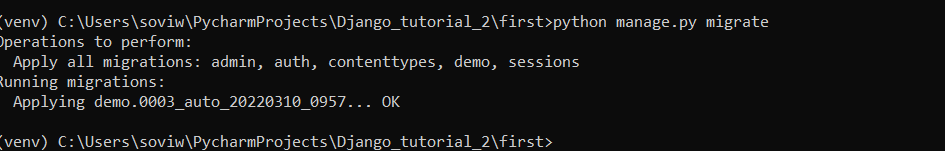 (venv) C:\Users\soviw\PycharmProjects\Django_tutorial_2\first>python manage.py migrate
Operations to perform:
  Apply all migrations: admin, auth, contenttypes, demo, sessions
Running migrations:
  Applying demo.0003_auto_20220310_0957... OK
(venv) C:\Users\soviw\PycharmProjects\Django_tutorial_2\first>